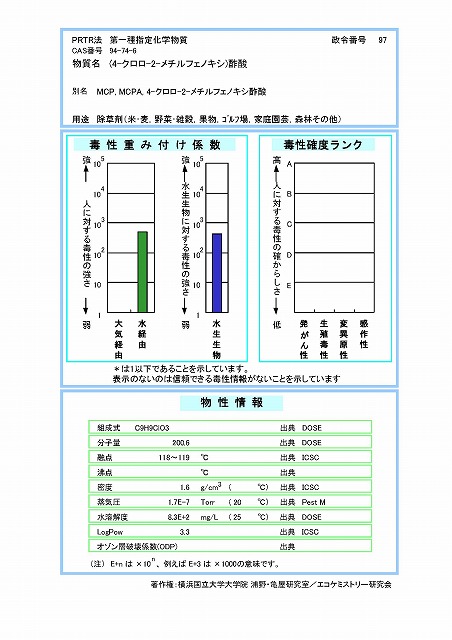 PRTR法 第一種指定化学物質 政令番号 97
CAS番号 94-74-6
物質名 (4-クロロ-2-メチルフェノキシ)酢酸
別名 MCP, MCPA, 4-クロロ-2-メチルフェノキシ酢酸
用途 除草剤(米・麦, 野菜・雑穀, 果物, ｺﾞﾙﾌ場, 家庭園芸, 森林その他)
毒性重み付け係数
強
人に対する毒性の強さ
弱
10^5
10^4
10^3
10^2
10
1
大気経由
水経由
強
水生生物に対する毒性の強さ
弱
10^5
10^4
10^3
10^2
10
1
水生生物
毒性確度ランク
高
人に対する毒性の確からしさ
低
A
B
C
D
E
発がん性
生殖毒性
変異原性
感作性
*は1以下であることを示しています。
表示のないのは信頼できる毒性情報がないことを示しています
物性情報
組成式 C9H9ClO3 出典 DOSE
分子量 200.6 出典 DOSE
融点 118～119 ℃ 出典 ICSC
沸点 ℃ 出典
密度 1.6 g/cm3 ( ℃) 出典 ICSC
蒸気圧 1.7E-7 Torr ( 20 ℃) 出典 Pest M
水溶解度 8.3E+2 mg/L ( 25 ℃) 出典 DOSE
LogPow 3.3 出典 ICSC
オゾン層破壊係数(ODP) 出典
(注) E+n は ×10^n 、例えば E+3 は ×1000の意味です。
著作権:横浜国立大学大学院 浦野・亀屋研究室／エコケミストリー研究会